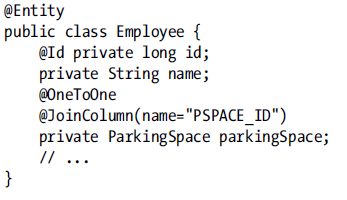 @Entity
public class Employee {
    @Id private long id;
    private String name;
    @OneToOne
    @JoinColumn(name="PSPACE_ID")
    private ParkingSpace parkingSpace;
    // ...
}